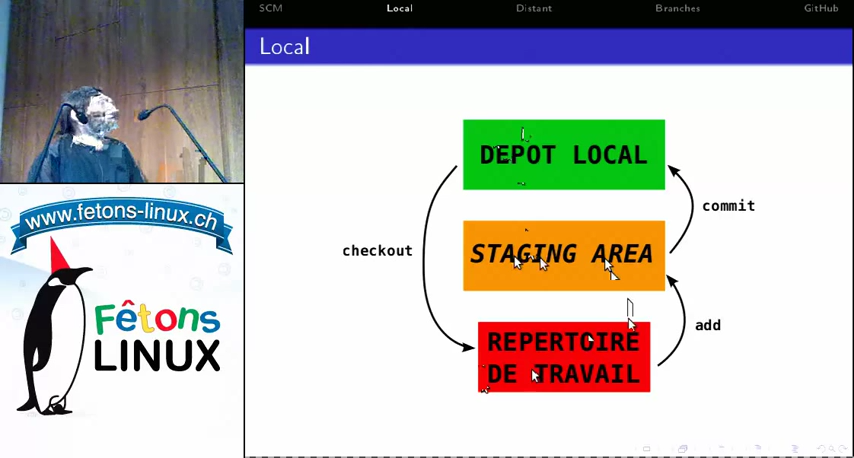 SCM Local Distant Branches GitHub
Local
DEPOT LOCAL
commit
checkout
STAGING AREA
add
REPERTOIRE
DE TRAVAIL
www.fetons-linux.ch
Fêtons
LINUX